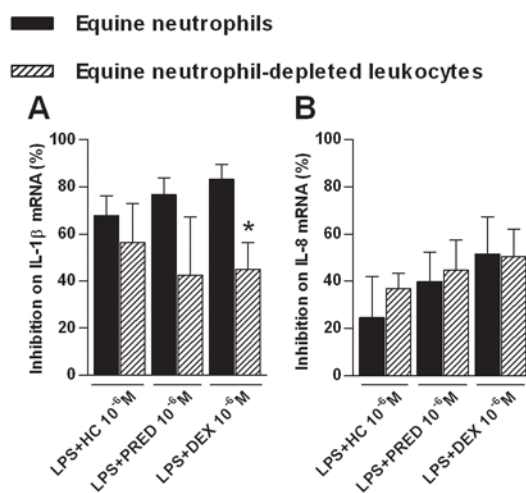 Equine neutrophils
Equine neutrophil-depleted leukocytes
A
Inhibition on IL-1β mRNA (%)
100
80
60
40
20
0
*
LPS+HC 10⁻⁶M
LPS+PRED 10⁻⁶M
LPS+DEX 10⁻⁶M
B
Inhibition on IL-8 mRNA (%)
100
80
60
40
20
0
LPS+HC 10⁻⁶M
LPS+PRED 10⁻⁶M
LPS+DEX 10⁻⁶M